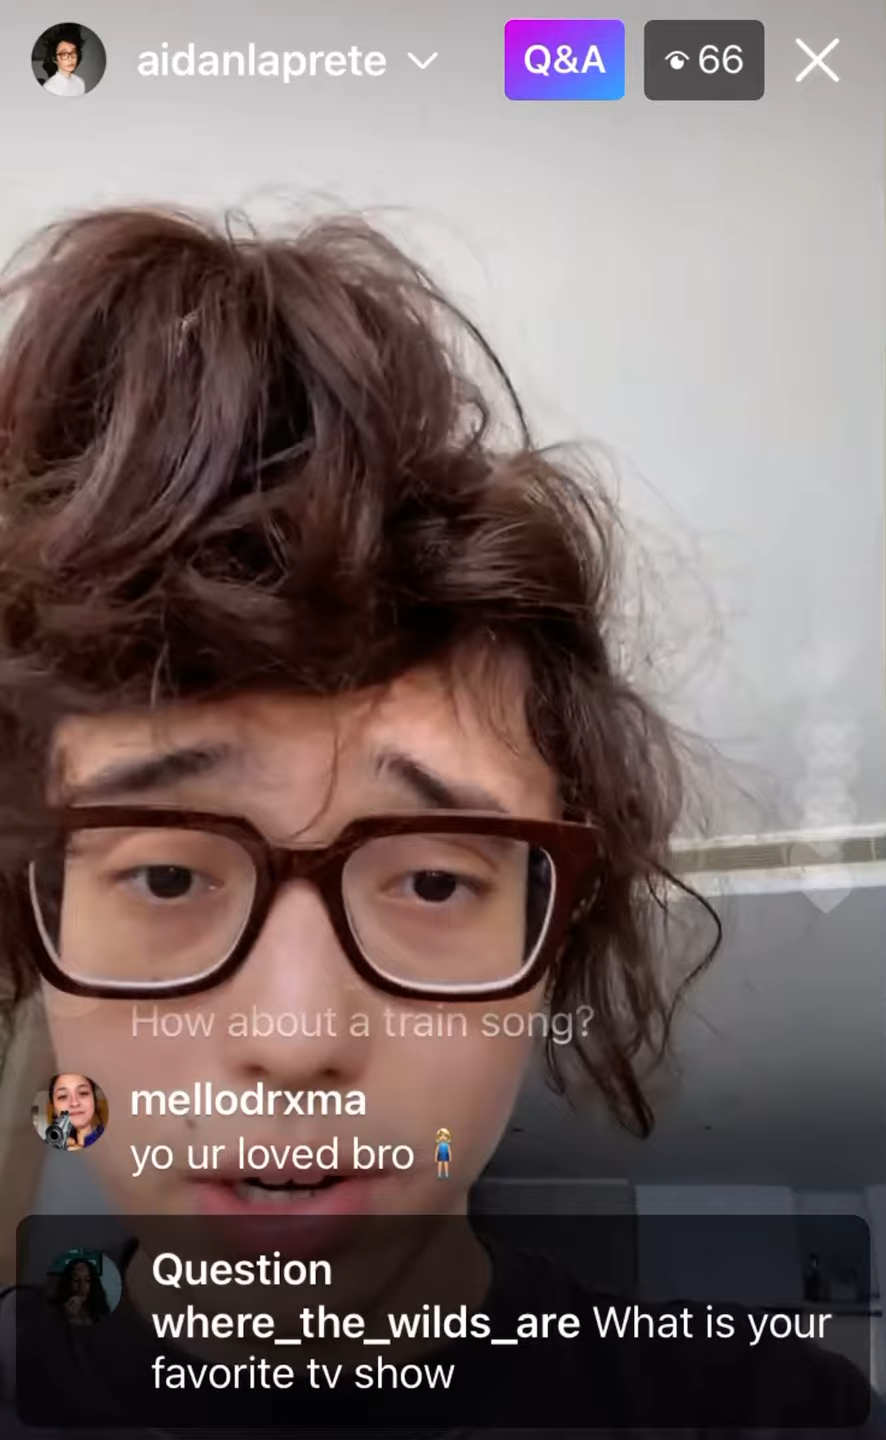 aidanlaprete
Q&A
66
How about a train song?
mellodrxma
yo ur loved bro
Question
where_the_wilds_are What is your
favorite tv show